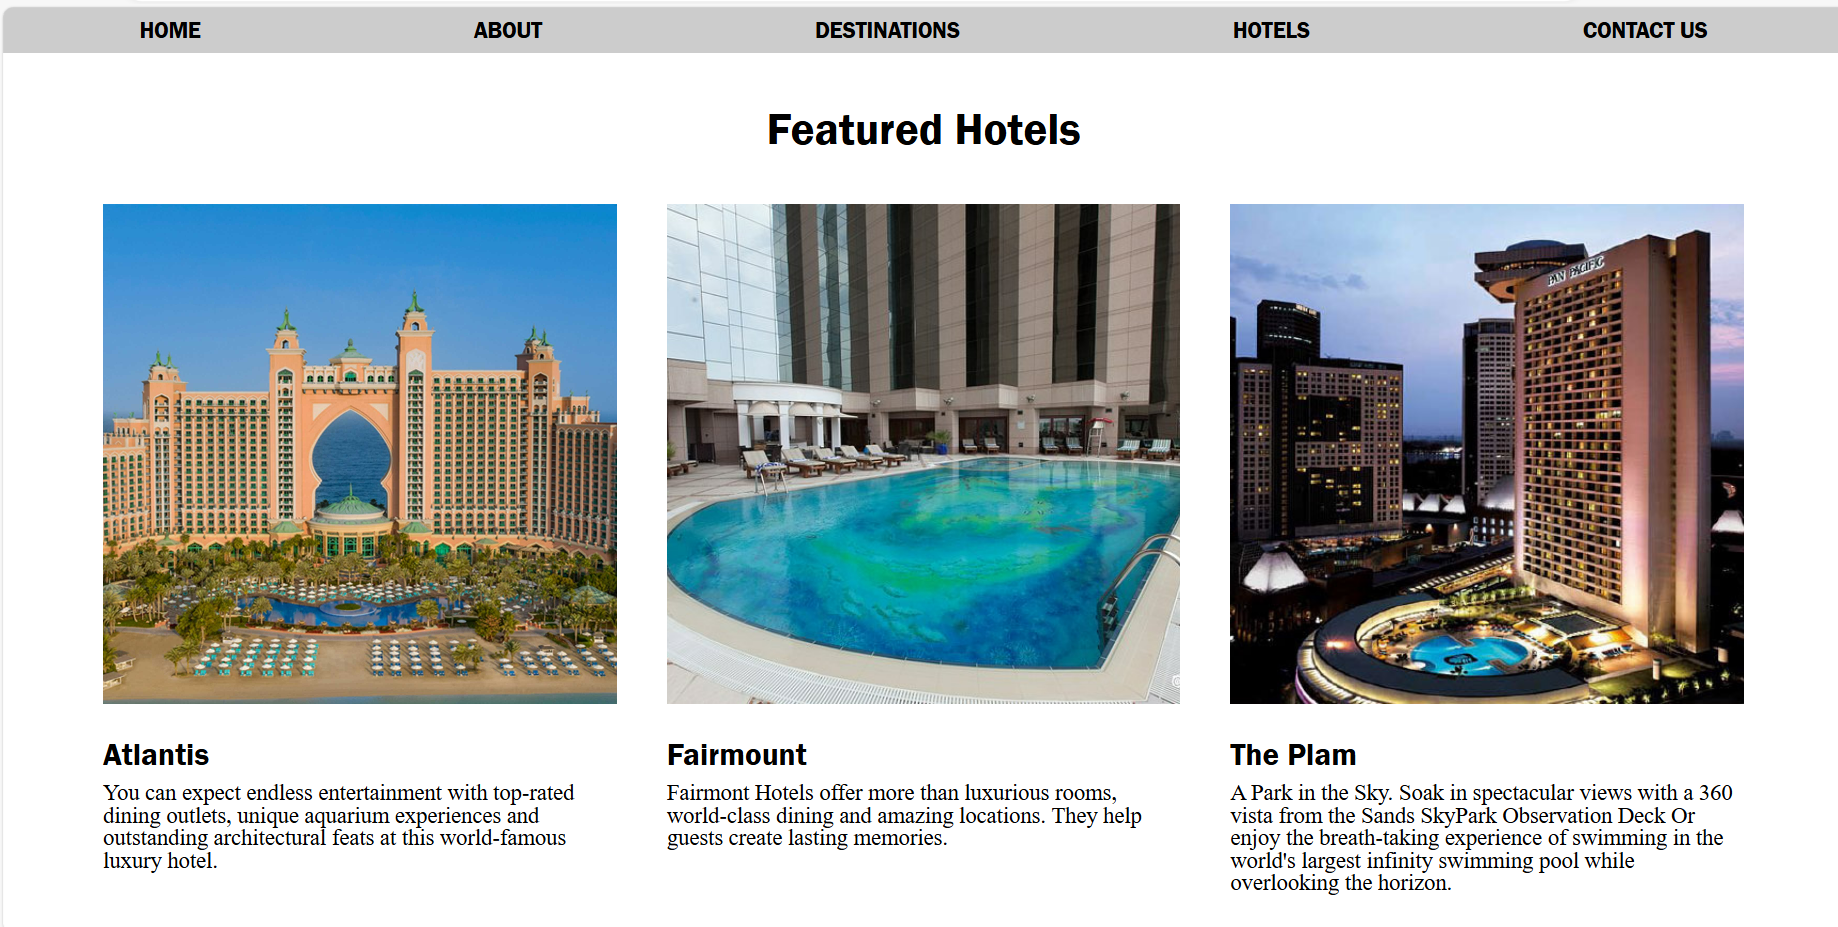 HOME ABOUT DESTINATIONS HOTELS CONTACT US
Featured Hotels
PAN PACIFIC
Atlantis
You can expect endless entertainment with top-rated
dining outlets, unique aquarium experiences and
outstanding architectural feats at this world-famous
luxury hotel.
Fairmount
Fairmont Hotels offer more than luxurious rooms,
world-class dining and amazing locations. They help
guests create lasting memories.
The Plam
A Park in the Sky. Soak in spectacular views with a 360
vista from the Sands SkyPark Observation Deck Or
enjoy the breath-taking experience of swimming in the
world's largest infinity swimming pool while
overlooking the horizon.